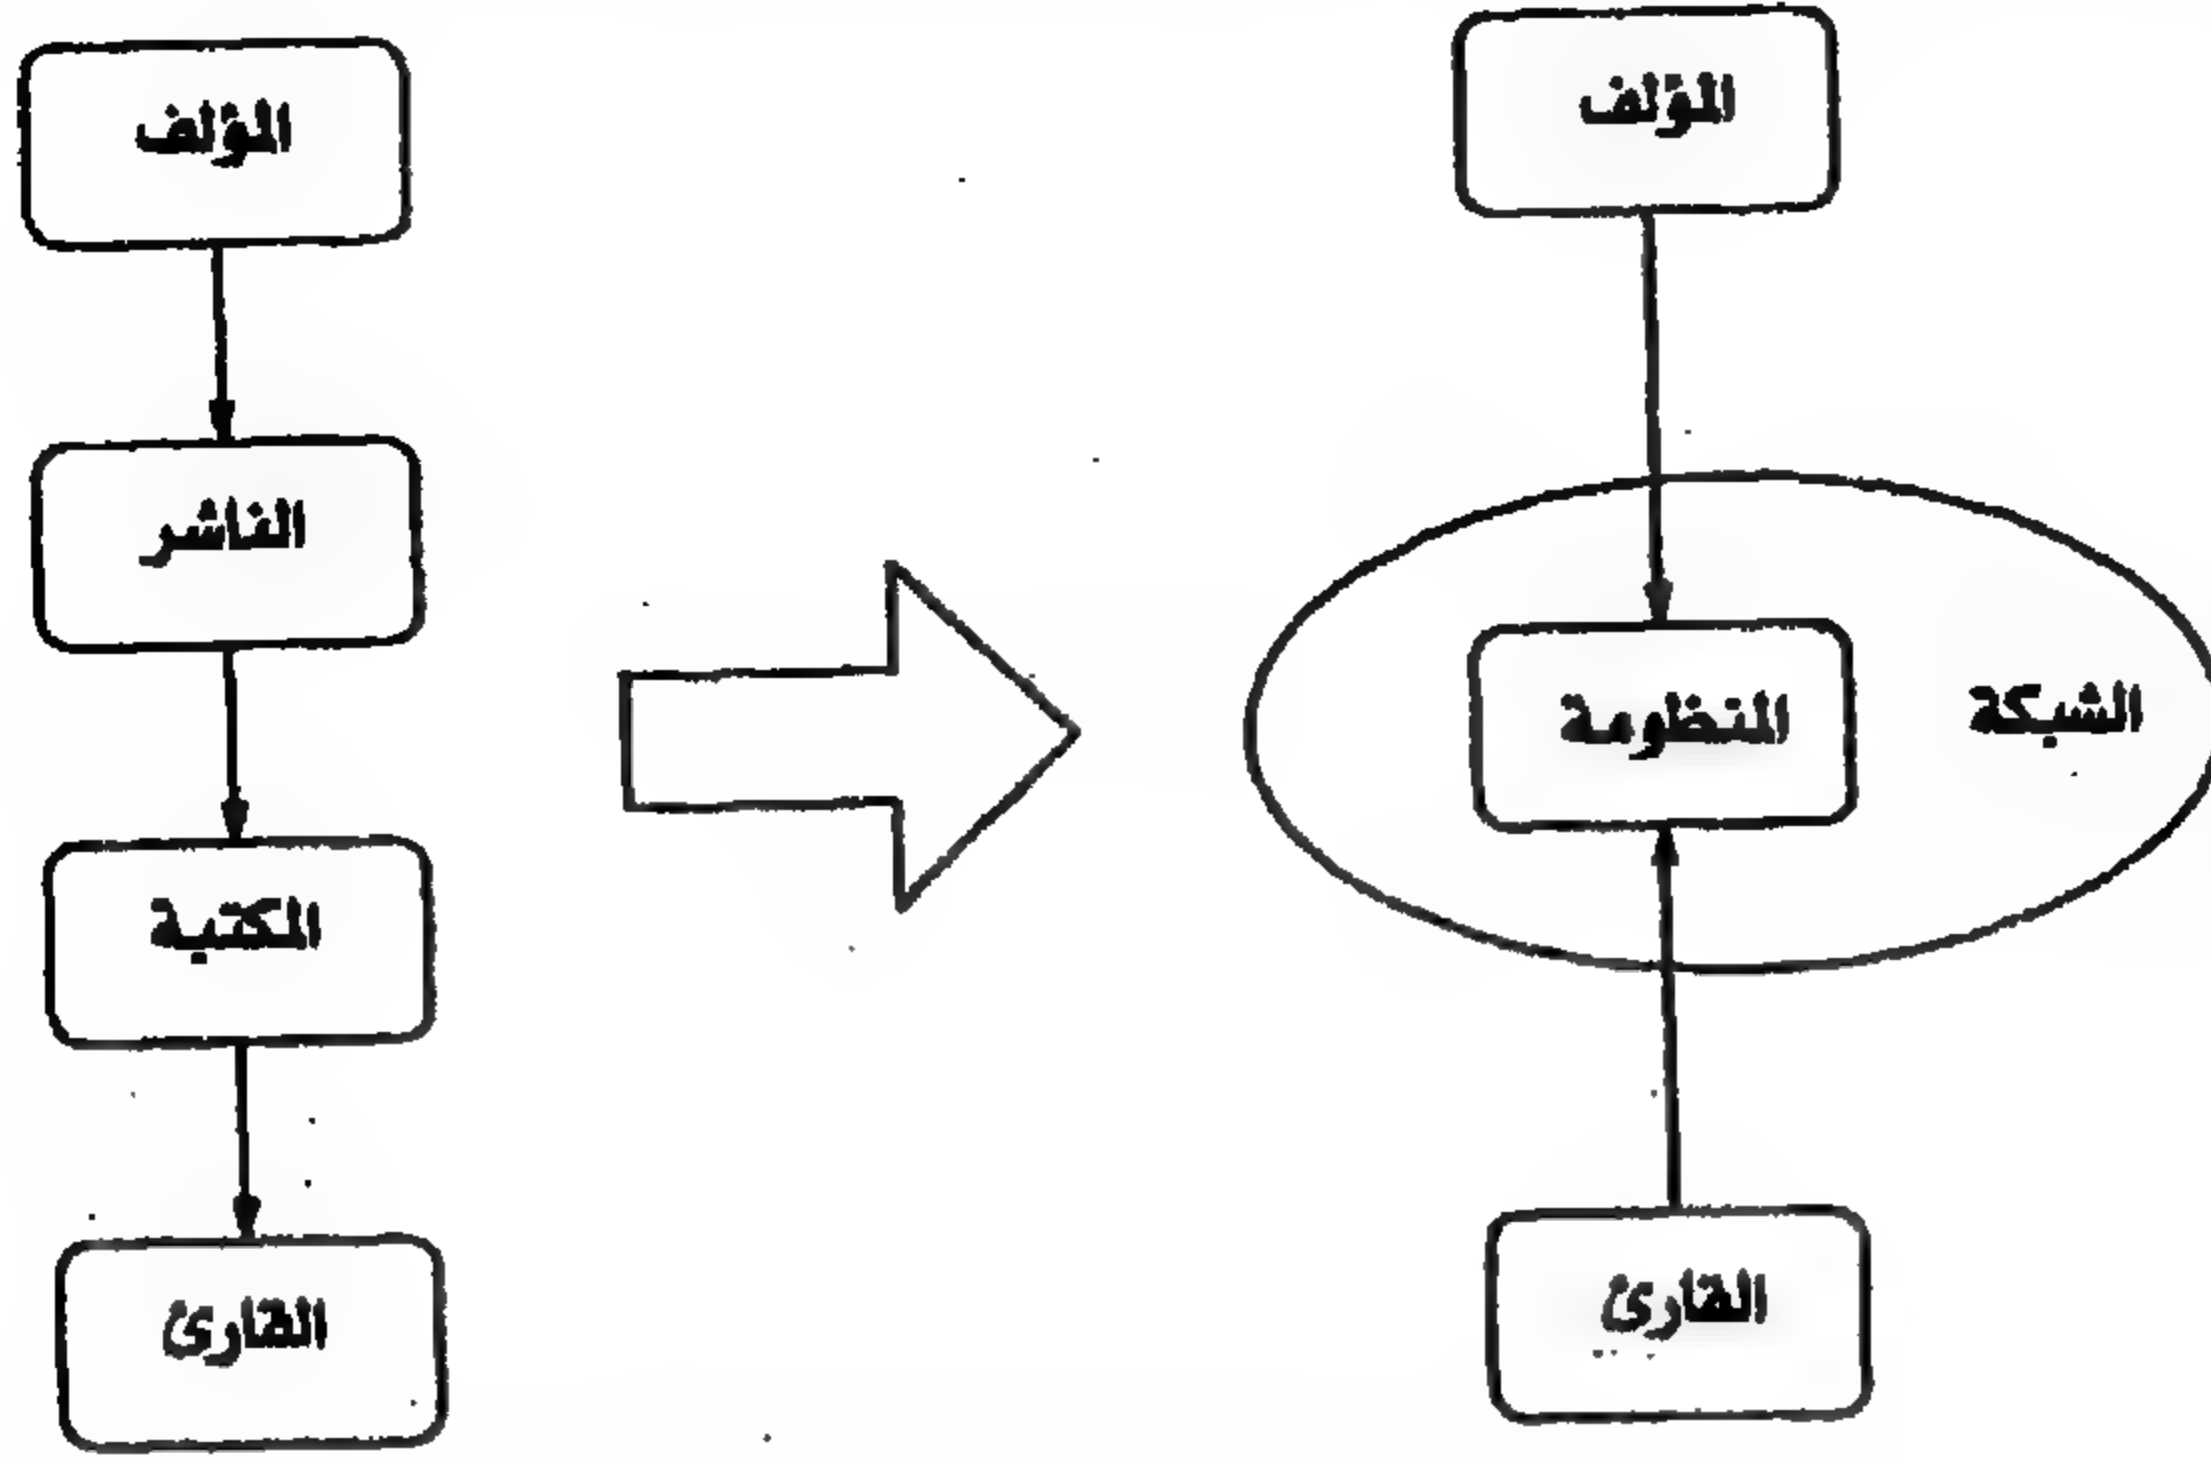 المؤلف
الناشر
المكتبة
القارئ
المؤلف
المنظومة
الشبكة
القارئ